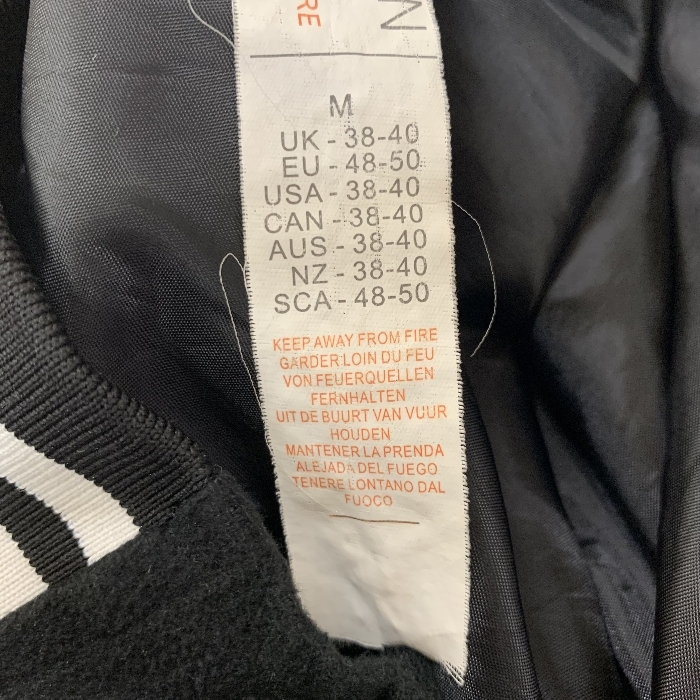 RE
M
UK - 38-40
EU - 48-50
USA - 38-40
CAN - 38-40
AUS - 38-40
NZ - 38-40
SCA - 48-50
KEEP AWAY FROM FIRE
GARDER LOIN DU FEU
VON FEUERQUELLEN
FERNHALTEN
UIT DE BUURT VAN VUUR
HOUDEN
MANTENER LA PRENDA
ALEJADA DEL FUEGO
TENERE LONTANO DAL
FUOCO